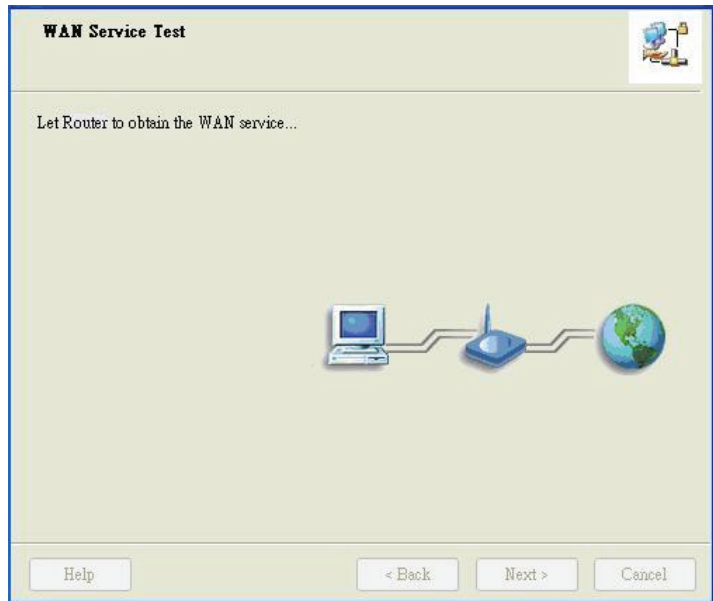 WAN Service Test
Let Router to obtain the WAN service...
Help
< Back
Next >
Cancel